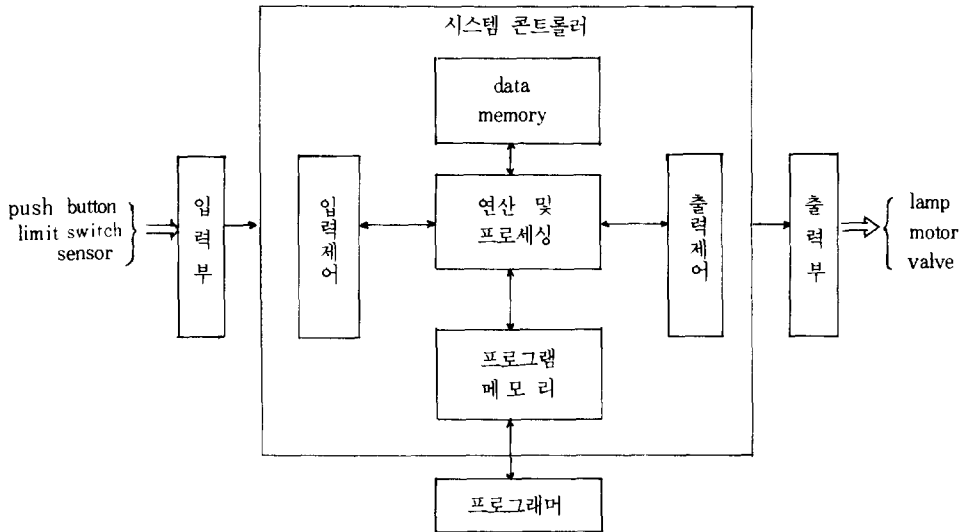 시스템 콘트롤러
data
memory
push button
limit switch
sensor
입력부
입력제어
연산 및
프로세싱
출력제어
출력부
lamp
motor
valve
프로그램
메모리
프로그래머